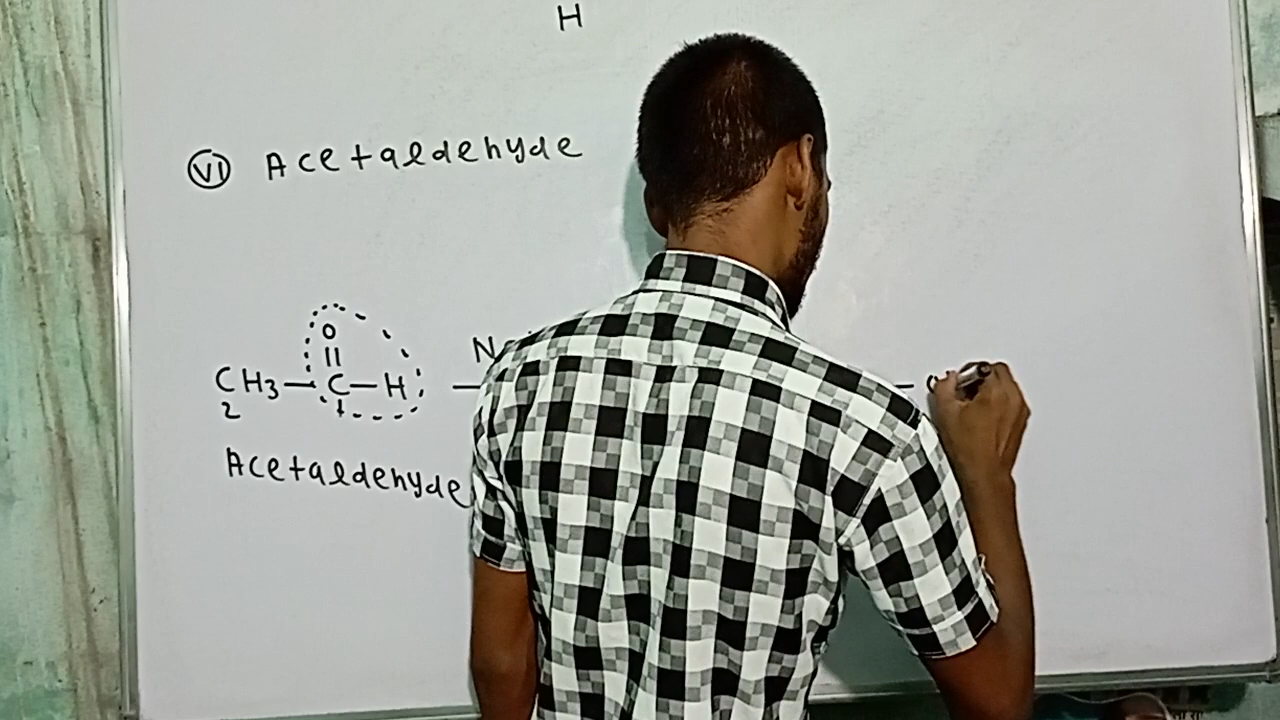 H
VI Acetaldehyde
O
||
CH3—C—H —
2 1
Acetaldehyde